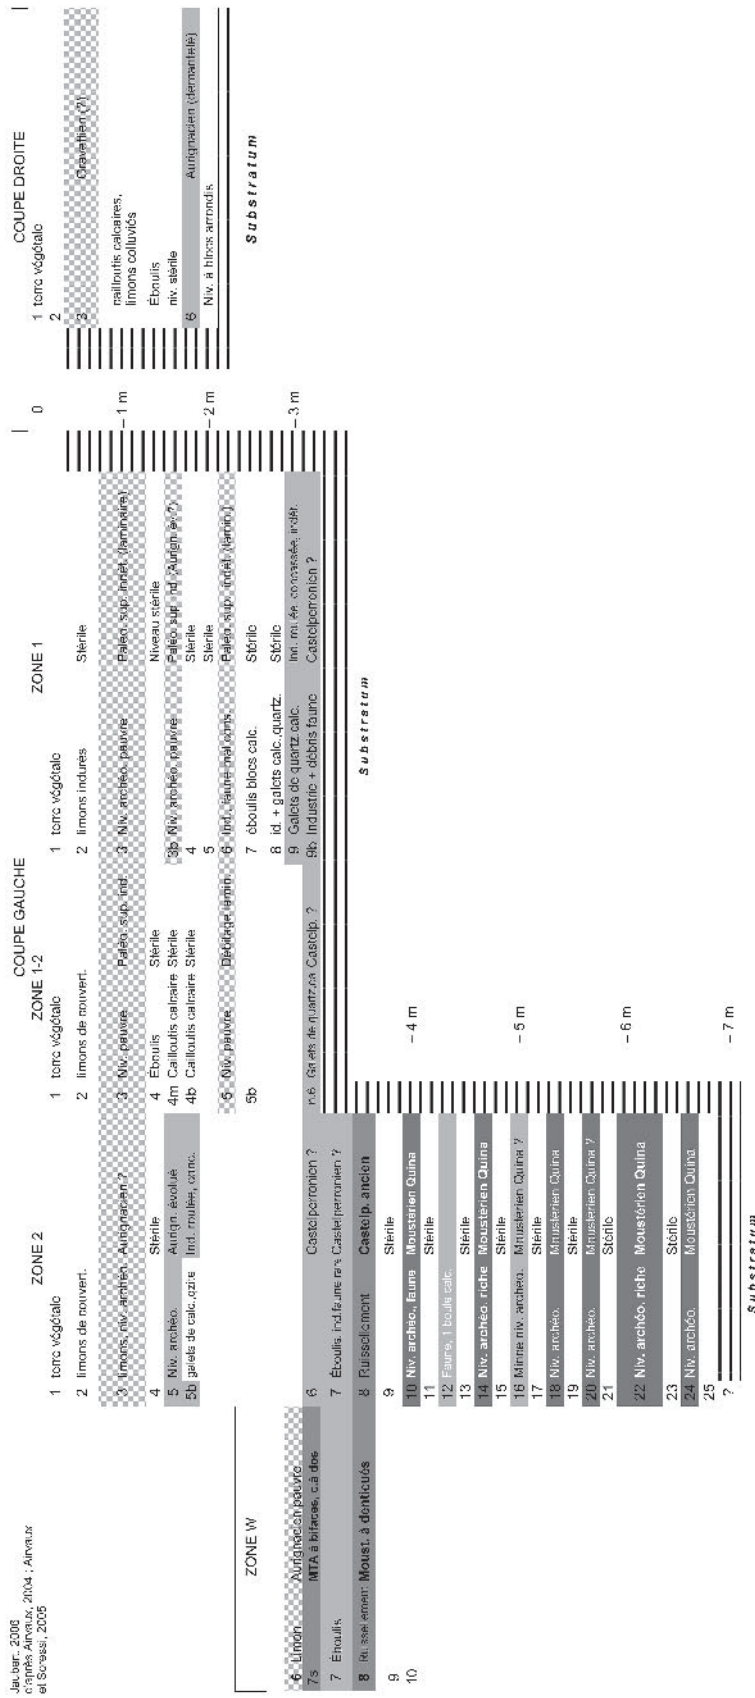 Jaubert, 2006
d'après Airvaux, 2004 ; Airvaux
et Soressi, 2005
COUPE GAUCHE
COUPE DROITE
ZONE W
6 Limon Aurignacien pauvre
7s MTA à bifaces, c.à dos
7 Éboulis
8 Ruissellement Moust. à denticulés
9
10
ZONE 2
1 terre végétale
2 limons de recouvert.
3 limons, niv. archéo. Aurignacien ?
4 Stérile
5 Niv. archéo. Aurign. évolué
5b galets de calc.,qzite Ind. roulée, conc.
6 Castelperronien ?
7 Éboulis, ind.faune rare Castelperronien ?
8 Ruissellement Castelp. ancien
9 Stérile
10 Niv. archéo., faune Moustérien Quina
11 Stérile
12 Faune, 1 boule calc.
13 Stérile
14 Niv. archéo. riche Moustérien Quina
15 Stérile
16 Mince niv. archéo. Moustérien Quina ?
17 Stérile
18 Niv. archéo. Moustérien Quina
19 Stérile
20 Niv. archéo. Moustérien Quina ?
21 Stérile
22 Niv. archéo. riche Moustérien Quina
23 Stérile
24 Niv. archéo. Moustérien Quina
25
?
Substratum
ZONE 1-2
1 terre végétale
2 limons de recouvert.
3 Niv. pauvre Paléo. sup. ind.
4 Éboulis Stérile
4m Cailloutis calcaire Stérile
4b Cailloutis calcaire Stérile
5 Niv. pauvre Débitage lamin.
5b
n.6 Galets de quartz,ca Castelp. ?
ZONE 1
1 terre végétale
2 limons indurés Stérile
3 Niv. archéo. pauvre Paléo. sup. indét. (laminaire)
Niveau stérile
3b Niv. archéo. pauvre Paléo. sup. ind. (Aurign. év.?)
4 Stérile
5 Stérile
6 Ind., faune mal cons. Paléo. sup. indét. (lamin.)
7 éboulis blocs calc. Stérile
8 id. + galets calc.,quartz. Stérile
9 Galets de quartz,calc. Ind. roulée, concassée, indét.
9b Industrie + débris faune Castelperronien ?
Substratum
0
– 1 m
– 2 m
– 3 m
– 4 m
– 5 m
– 6 m
– 7 m
1 terre végétale
2
3 Gravettien (?)
cailloutis calcaires,
limons colluviés
Éboulis
niv. stérile
6 Aurignacien (démantelé)
Niv. à blocs arrondis
Substratum